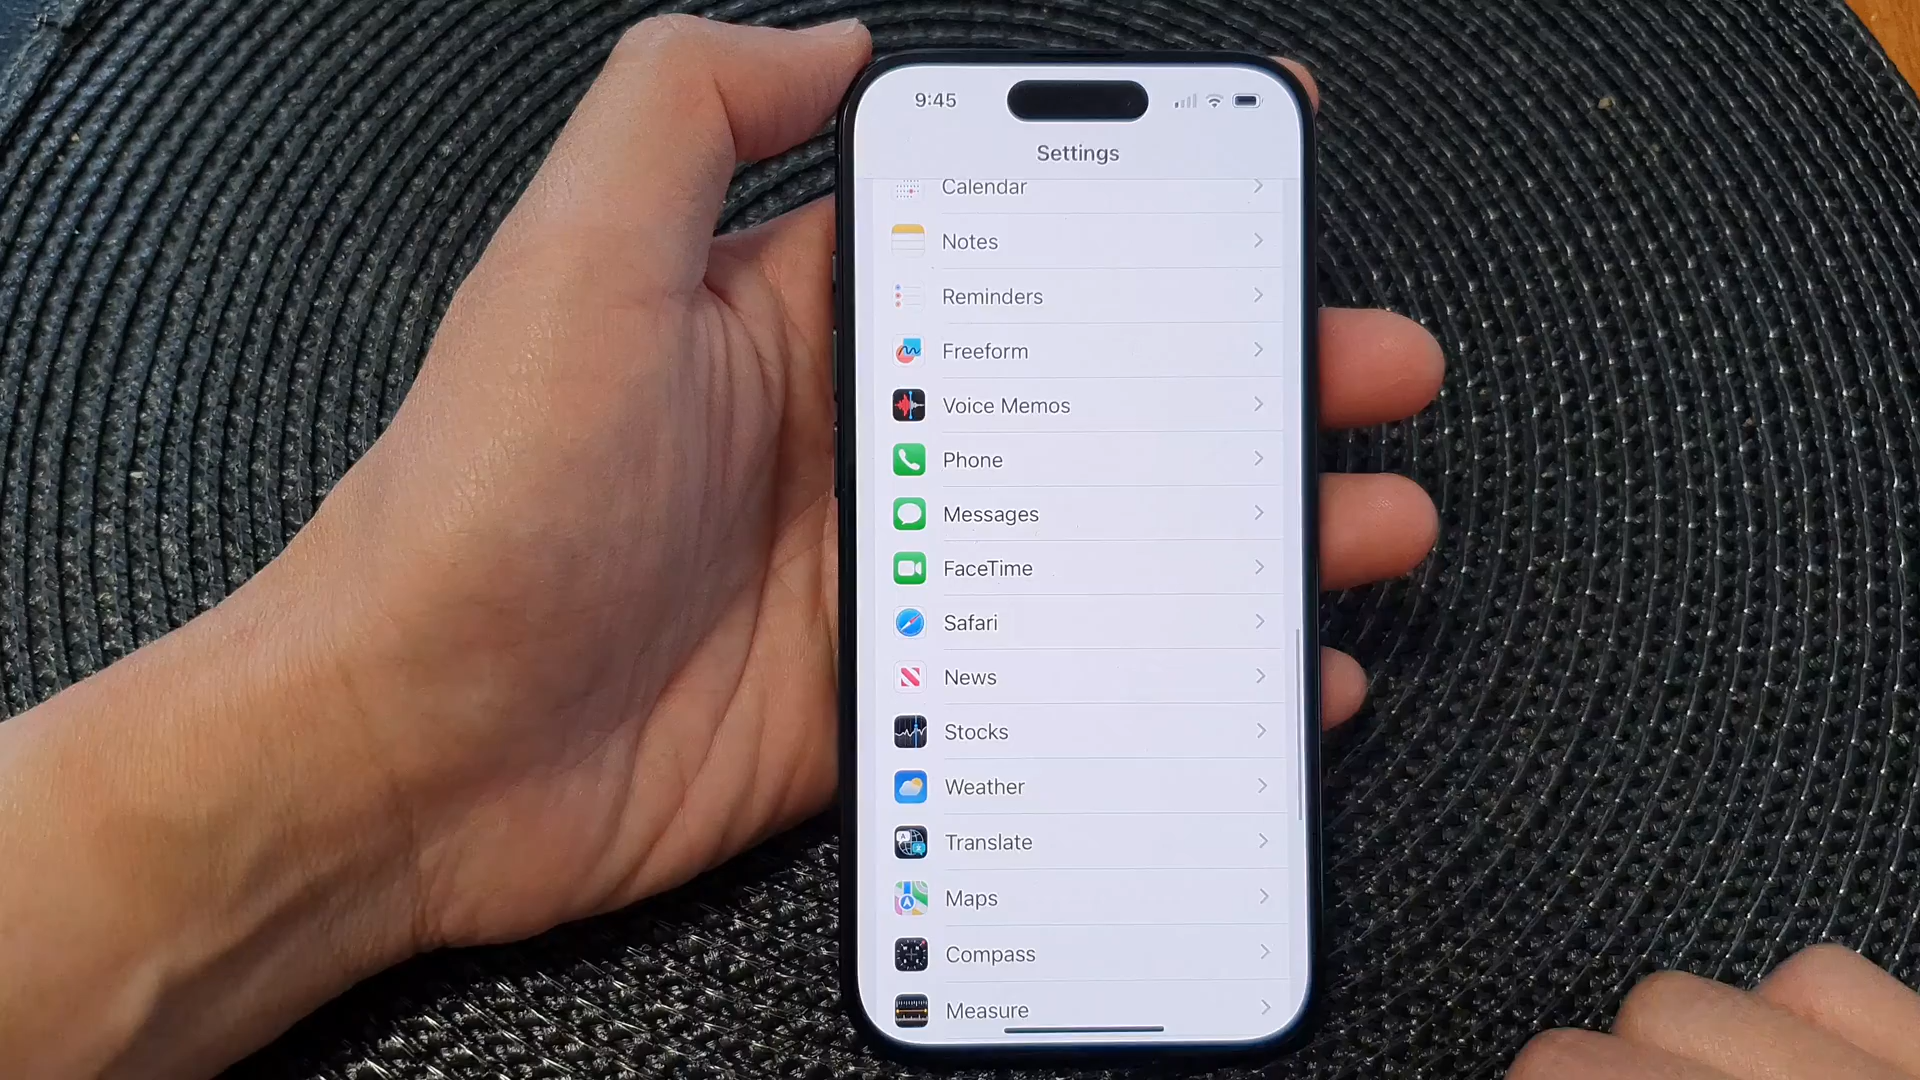 9:45
Settings
Calendar
Notes
Reminders
Freeform
Voice Memos
Phone
Messages
FaceTime
Safari
News
Stocks
Weather
Translate
Maps
Compass
Measure